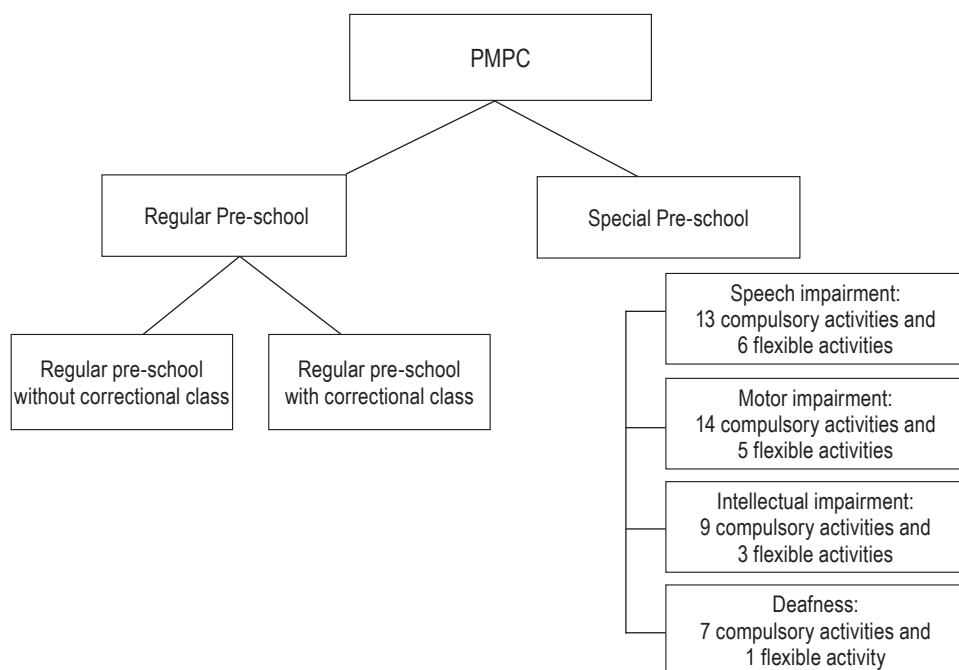 PMPC
Regular Pre-school
Special Pre-school
Regular pre-school
without correctional class
Regular pre-school
with correctional class
Speech impairment:
13 compulsory activities and
6 flexible activities
Motor impairment:
14 compulsory activities and
5 flexible activities
Intellectual impairment:
9 compulsory activities and
3 flexible activities
Deafness:
7 compulsory activities and
1 flexible activity